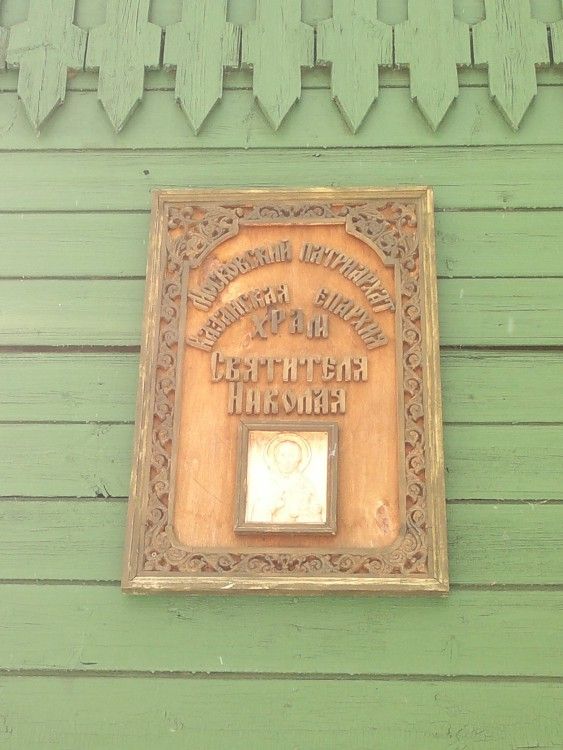 Московский Патриархат
Казанская Епархия
Храм
Святителя
Николая